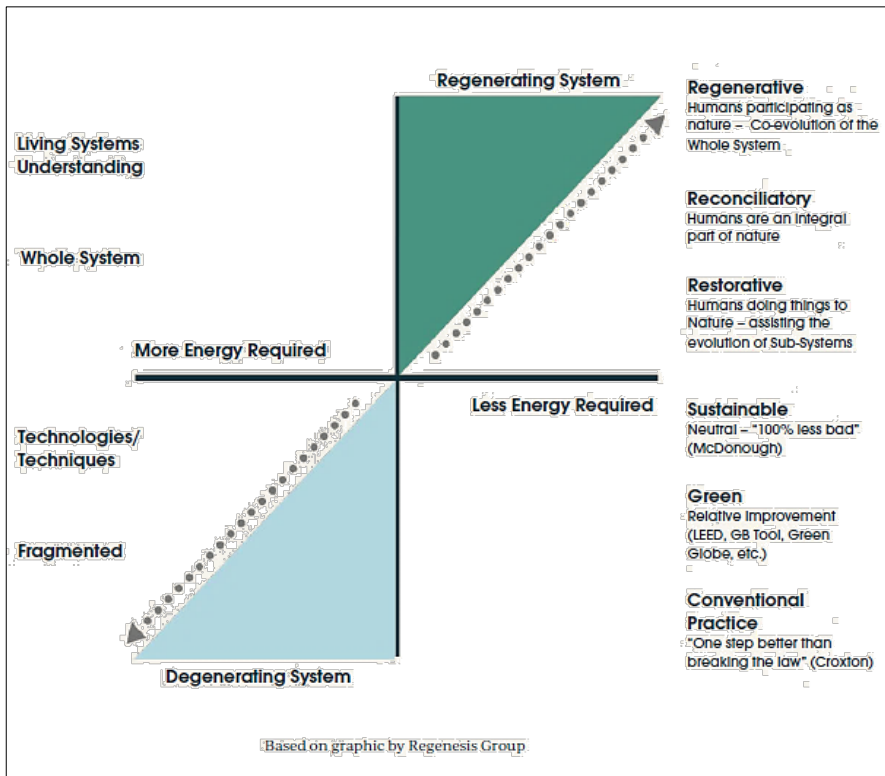 Regenerating System
Living Systems
Understanding
Whole System
More Energy Required
Less Energy Required
Technologies/
Techniques
Fragmented
Degenerating System
Regenerative
Humans participating as
nature – Co-evolution of the
Whole System
Reconciliatory
Humans are an integral
part of nature
Restorative
Humans doing things to
Nature – assisting the
evolution of Sub-Systems
Sustainable
Neutral – “100% less bad”
(McDonough)
Green
Relative Improvement
(LEED, GB Tool, Green
Globe, etc.)
Conventional
Practice
“One step better than
breaking the law” (Croxton)
Based on graphic by Regenesis Group